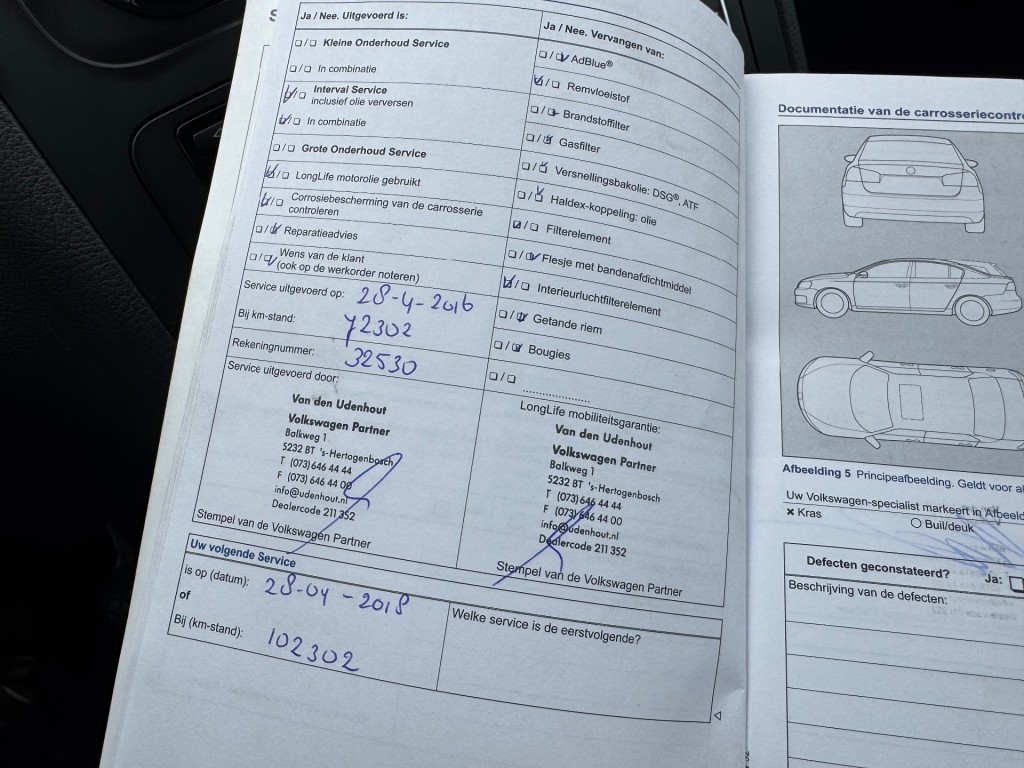 Ja / Nee. Uitgevoerd is:
☐/☐ Kleine Onderhoud Service
☐/☐ In combinatie
☑/☐ Interval Service
inclusief olie verversen
☑/☐ In combinatie
☐/☐ Grote Onderhoud Service
☑/☐ LongLife motorolie gebruikt
☑/☐ Corrosiebescherming van de carrosserie
controleren
☐/☑ Reparatieadvies
☐/☑ Wens van de klant
(ook op de werkorder noteren)
Service uitgevoerd op: 28-4-2016
Bij km-stand: 72302
Rekeningnummer: 32530
Service uitgevoerd door:
Van den Udenhout
Volkswagen Partner
Balkweg 1
5232 BT 's-Hertogenbosch
T (073) 646 44 44
F (073) 646 44 00
info@udenhout.nl
Dealercode 211 352
Stempel van de Volkswagen Partner
Ja / Nee. Vervangen van:
☐/☑ AdBlue®
☑/☐ Remvloeistof
☐/☑ Brandstoffilter
☐/☑ Gasfilter
☐/☑ Versnellingsbakolie: DSG®, ATF
☐/☑ Haldex-koppeling: olie
☑/☐ Filterelement
☐/☑ Flesje met bandenafdichtmiddel
☑/☐ Interieurluchtfilterelement
☐/☑ Getande riem
☐/☑ Bougies
☐/☐ ....................
LongLife mobiliteitsgarantie:
Van den Udenhout
Volkswagen Partner
Balkweg 1
5232 BT 's-Hertogenbosch
T (073) 646 44 44
F (073) 646 44 00
info@udenhout.nl
Dealercode 211 352
Stempel van de Volkswagen Partner
Uw volgende Service
is op (datum): 28-04-2018
of
Bij (km-stand): 102302
Welke service is de eerstvolgende?
Documentatie van de carrosseriecontr
Afbeelding 5 Principeafbeelding. Geldt voor al
Uw Volkswagen-specialist markeert in Afbeeld
× Kras
○ Buil/deuk
Defecten geconstateerd?
Ja: ☐
Beschrijving van de defecten: